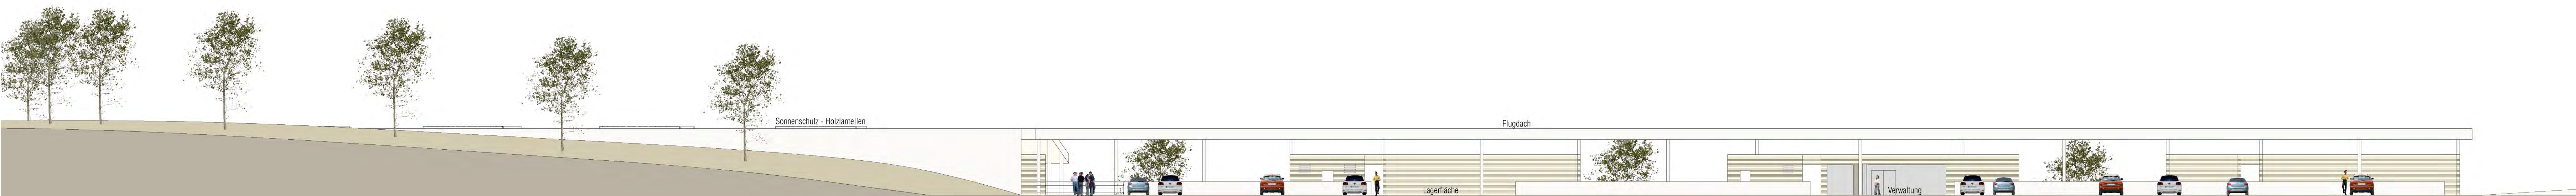 Sonnenschutz - Holzlamellen
Flugdach
Lagerfläche
Verwaltung